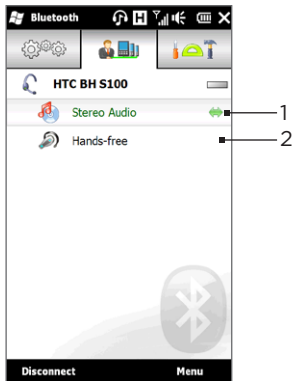 Bluetooth H
HTC BH S100
Stereo Audio 1
Hands-free 2
Disconnect Menu